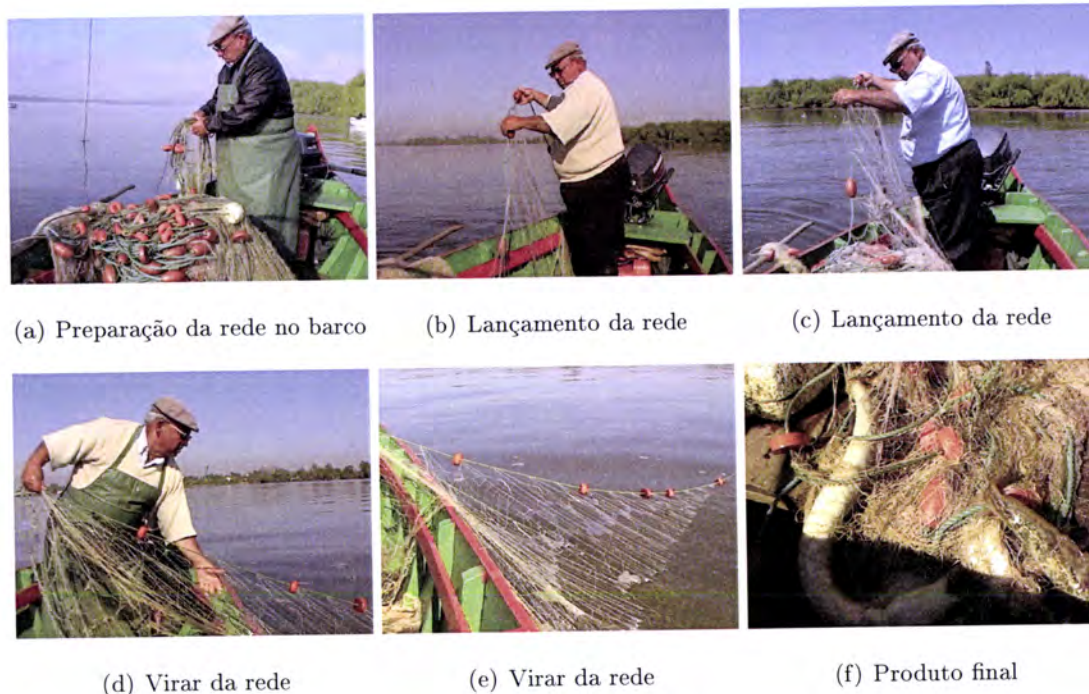 (a) Preparação da rede no barco
(b) Lançamento da rede
(c) Lançamento da rede
(d) Virar da rede
(e) Virar da rede
(f) Produto final